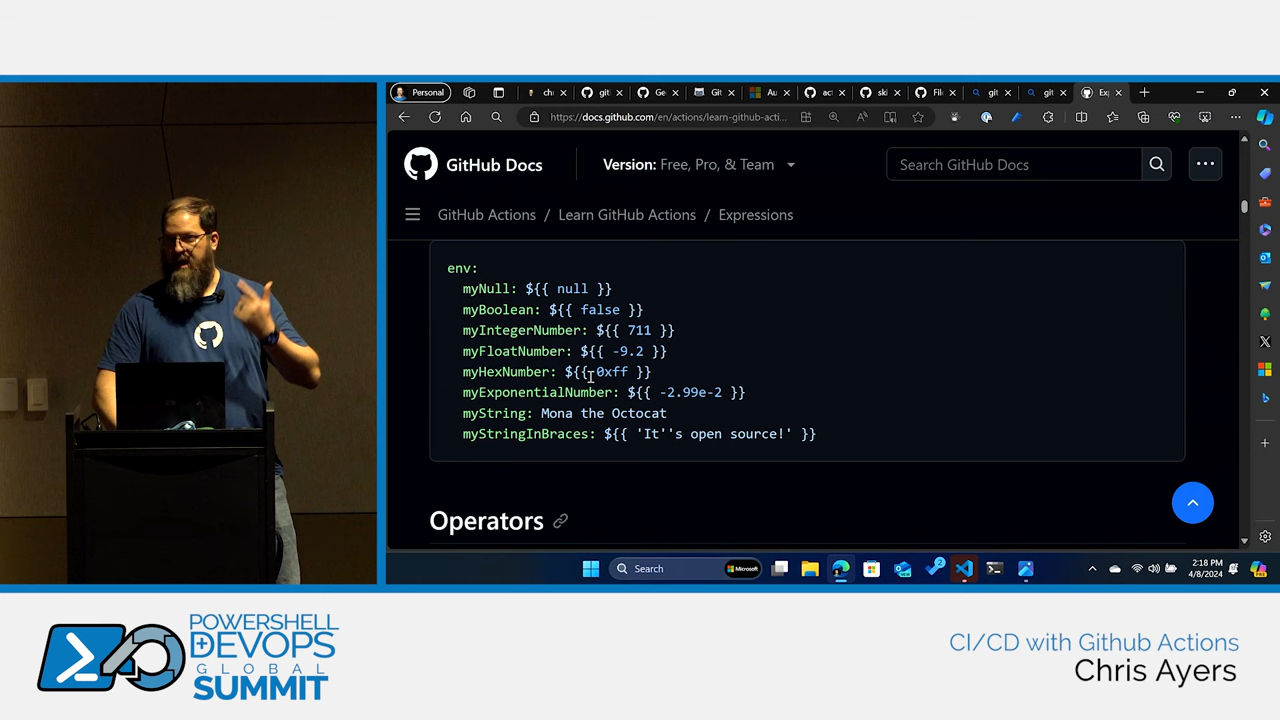 Personal
https://docs.github.com/en/actions/learn-github-acti...
GitHub Docs
Version: Free, Pro, & Team
Search GitHub Docs
GitHub Actions / Learn GitHub Actions / Expressions
env:
myNull: ${{ null }}
myBoolean: ${{ false }}
myIntegerNumber: ${{ 711 }}
myFloatNumber: ${{ -9.2 }}
myHexNumber: ${{ 0xff }}
myExponentialNumber: ${{ -2.99e-2 }}
myString: Mona the Octocat
myStringInBraces: ${{ 'It''s open source!' }}
Operators
Search
Microsoft
2:18 PM
4/8/2024
POWERSHELL
+DEVOPS
GLOBAL
SUMMIT
CI/CD with Github Actions
Chris Ayers